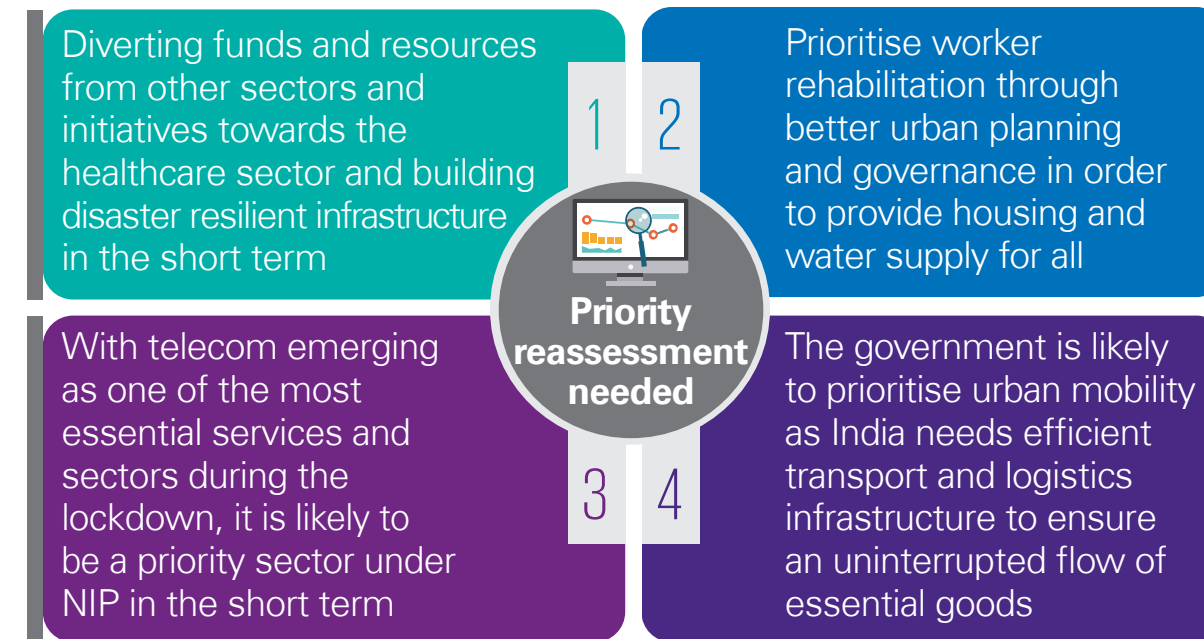 Diverting funds and resources
from other sectors and
initiatives towards the
healthcare sector and building
disaster resilient infrastructure
in the short term
1
2
Prioritise worker
rehabilitation through
better urban planning
and governance in order
to provide housing and
water supply for all
Priority
reassessment
needed
With telecom emerging
as one of the most
essential services and
sectors during the
lockdown, it is likely to
be a priority sector under
NIP in the short term
3
4
The government is likely
to prioritise urban mobility
as India needs efficient
transport and logistics
infrastructure to ensure
an uninterrupted flow of
essential goods